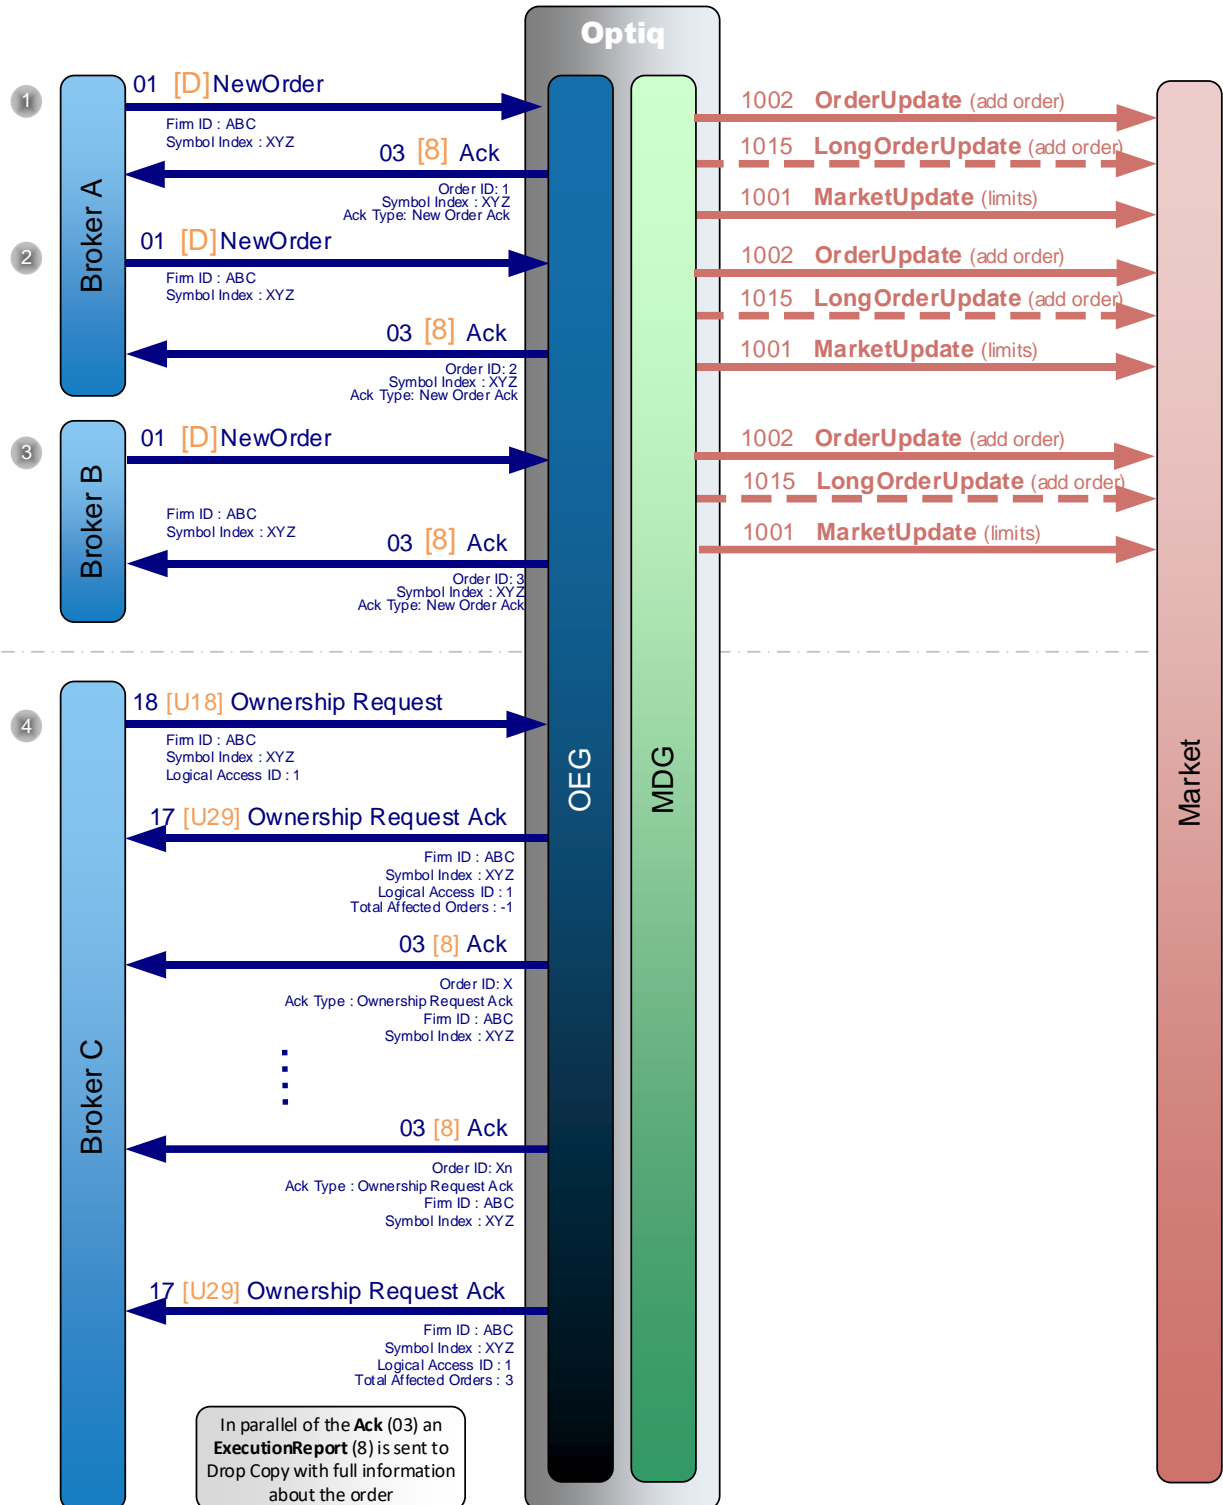 Optiq
1
Broker A
01 [D]NewOrder
Firm ID : ABC
Symbol Index : XYZ
03 [8] Ack
Order ID: 1
Symbol Index : XYZ
Ack Type: New Order Ack
1002 OrderUpdate (add order)
1015 LongOrderUpdate (add order)
1001 MarketUpdate (limits)
2
01 [D]NewOrder
Firm ID : ABC
Symbol Index : XYZ
03 [8] Ack
Order ID: 2
Symbol Index : XYZ
Ack Type: New Order Ack
1002 OrderUpdate (add order)
1015 LongOrderUpdate (add order)
1001 MarketUpdate (limits)
3
Broker B
01 [D]NewOrder
Firm ID : ABC
Symbol Index : XYZ
03 [8] Ack
Order ID: 3
Symbol Index : XYZ
Ack Type: New Order Ack
1002 OrderUpdate (add order)
1015 LongOrderUpdate (add order)
1001 MarketUpdate (limits)
OEG
MDG
Market
4
Broker C
18 [U18] Ownership Request
Firm ID : ABC
Symbol Index : XYZ
Logical Access ID : 1
17 [U29] Ownership Request Ack
Firm ID : ABC
Symbol Index : XYZ
Logical Access ID : 1
Total Affected Orders : -1
03 [8] Ack
Order ID: X
Ack Type : Ownership Request Ack
Firm ID : ABC
Symbol Index : XYZ
03 [8] Ack
Order ID: Xn
Ack Type : Ownership Request Ack
Firm ID : ABC
Symbol Index : XYZ
17 [U29] Ownership Request Ack
Firm ID : ABC
Symbol Index : XYZ
Logical Access ID : 1
Total Affected Orders : 3
In parallel of the Ack (03) an
ExecutionReport (8) is sent to
Drop Copy with full information
about the order